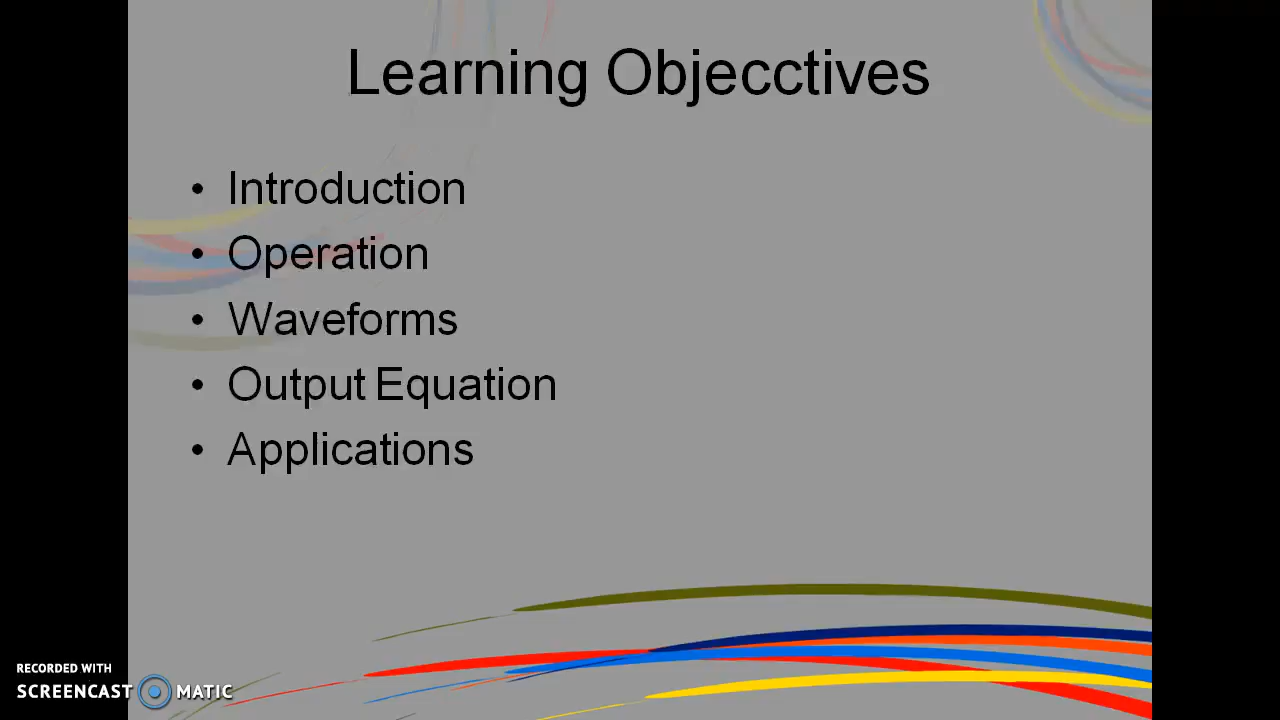 Learning Objecctives
• Introduction
• Operation
• Waveforms
• Output Equation
• Applications
RECORDED WITH
SCREENCAST MATIC